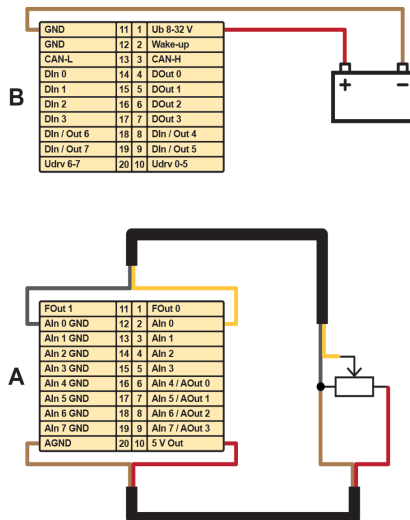 B
GND 11 1 Ub 8-32 V
GND 12 2 Wake-up
CAN-L 13 3 CAN-H
DIn 0 14 4 DOut 0
DIn 1 15 5 DOut 1
DIn 2 16 6 DOut 2
DIn 3 17 7 DOut 3
DIn / Out 6 18 8 DIn / Out 4
DIn / Out 7 19 9 DIn / Out 5
Udrv 6-7 20 10 Udrv 0-5
+ −
A
FOut 1 11 1 FOut 0
AIn 0 GND 12 2 AIn 0
AIn 1 GND 13 3 AIn 1
AIn 2 GND 14 4 AIn 2
AIn 3 GND 15 5 AIn 3
AIn 4 GND 16 6 AIn 4 / AOut 0
AIn 5 GND 17 7 AIn 5 / AOut 1
AIn 6 GND 18 8 AIn 6 / AOut 2
AIn 7 GND 19 9 AIn 7 / AOut 3
AGND 20 10 5 V Out